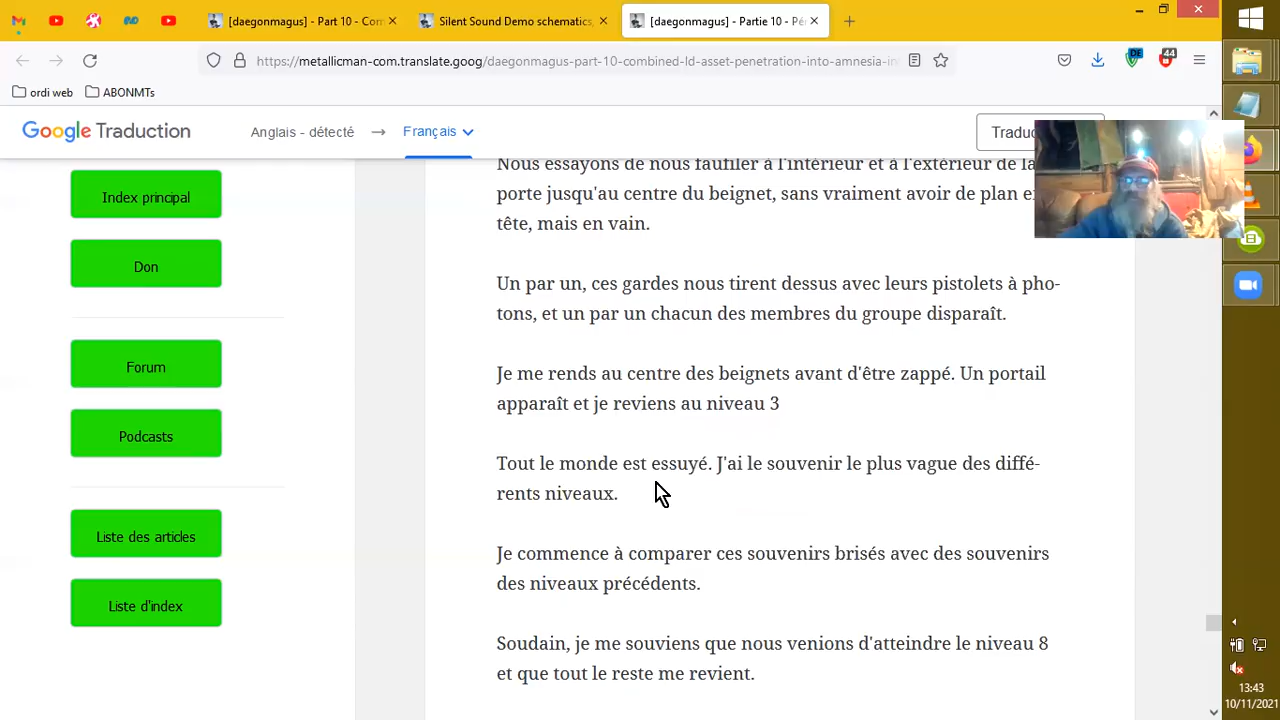 [daegonmagus] - Part 10 - Con
Silent Sound Demo schematics,
[daegonmagus] - Partie 10 - Pé
https://metallicman-com.translate.goog/daegonmagus-part-10-combined-ld-asset-penetration-into-amnesia-in
DE
44
ordi web
ABONMTs
Google Traduction
Anglais - détecté
Français
Traduc
Index principal
Don
Forum
Podcasts
Liste des articles
Liste d'index
Nous essayons de nous faufiler à l'intérieur et à l'extérieur de la
porte jusqu'au centre du beignet, sans vraiment avoir de plan en
tête, mais en vain.
Un par un, ces gardes nous tirent dessus avec leurs pistolets à pho-
tons, et un par un chacun des membres du groupe disparaît.
Je me rends au centre des beignets avant d'être zappé. Un portail
apparaît et je reviens au niveau 3
Tout le monde est essuyé. J'ai le souvenir le plus vague des diffé-
rents niveaux.
Je commence à comparer ces souvenirs brisés avec des souvenirs
des niveaux précédents.
Soudain, je me souviens que nous venions d'atteindre le niveau 8
et que tout le reste me revient.
13:43
10/11/2021